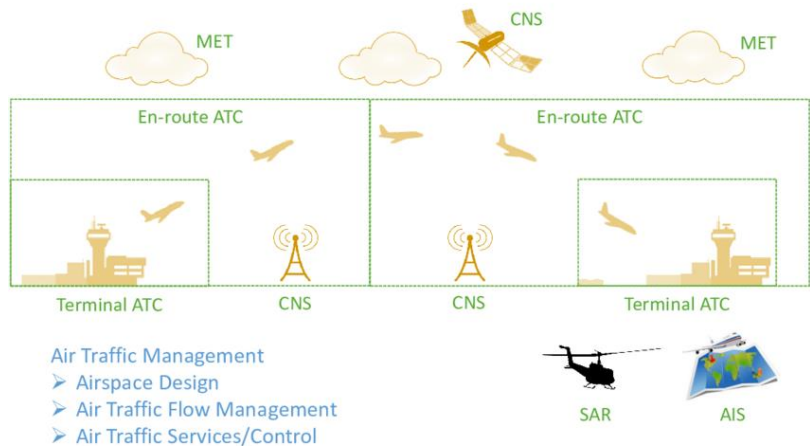 CNS
MET
MET
En-route ATC
En-route ATC
Terminal ATC
CNS
CNS
Terminal ATC
Air Traffic Management
➢ Airspace Design
➢ Air Traffic Flow Management
➢ Air Traffic Services/Control
SAR
AIS